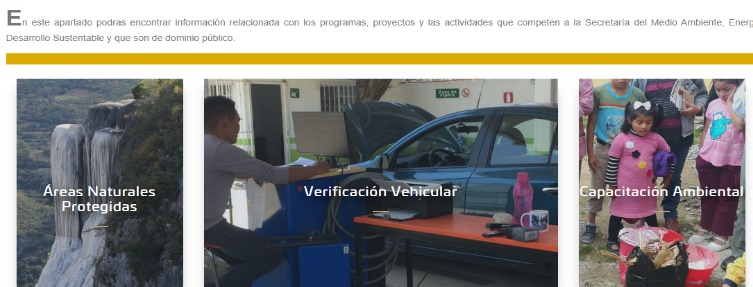 En este apartado podras encontrar información relacionada con los programas, proyectos y las actividades que competen a la Secretaría del Medio Ambiente,
Desarrollo Sustentable y que son de dominio público.
Áreas Naturales
Protegidas
Verificación Vehicular
Capacitación Ambiental